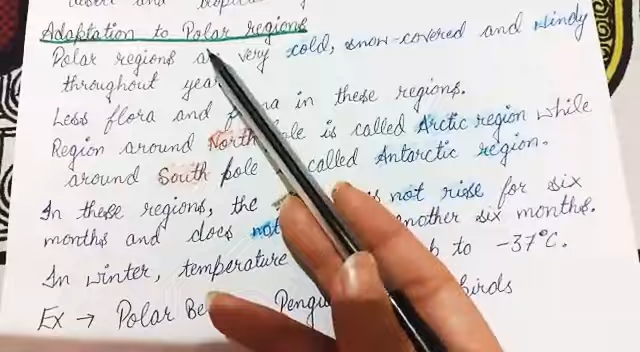 Adaptation to Polar regions
Polar regions are very cold, snow-covered and windy
throughout year
Less flora and in these regions.
Region around North Pole is called Arctic region while
around South pole called Antarctic region.
In these regions, the not rise for six
months and does not another six months.
In winter, temperature to -37°C.
Ex → Polar Be Pengu birds